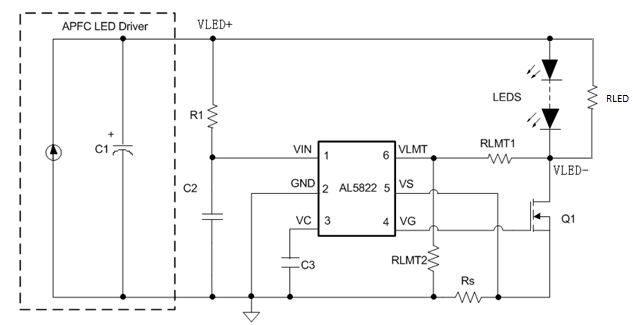 APFC LED Driver
VLED+
LEDS
RLED
R1
+
C1
VIN
1
6
VLMT
RLMT1
VLED-
C2
GND
2
AL5822
5
VS
VC
3
4
VG
Q1
C3
RLMT2
Rs